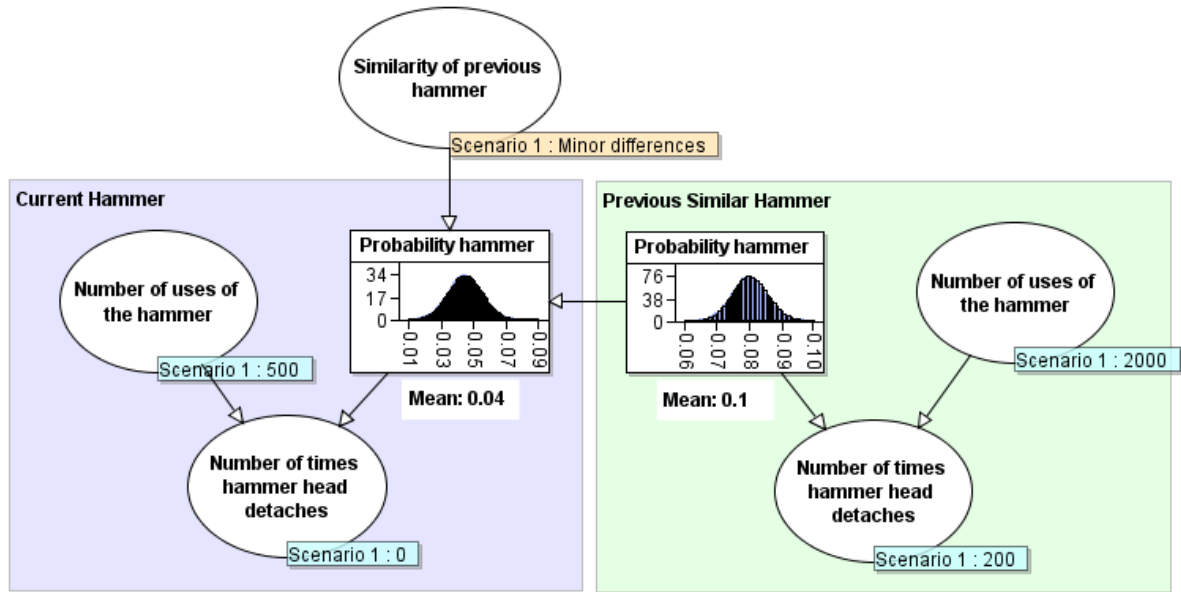 Similarity of previous
hammer
Scenario 1 : Minor differences
Current Hammer
Number of uses of
the hammer
Scenario 1 : 500
Probability hammer
34
17
0
0.01
0.03
0.05
0.07
0.09
Mean: 0.04
Number of times
hammer head
detaches
Scenario 1 : 0
Previous Similar Hammer
Probability hammer
76
38
0
0.06
0.07
0.08
0.09
0.10
Mean: 0.1
Number of uses of
the hammer
Scenario 1 : 2000
Number of times
hammer head
detaches
Scenario 1 : 200